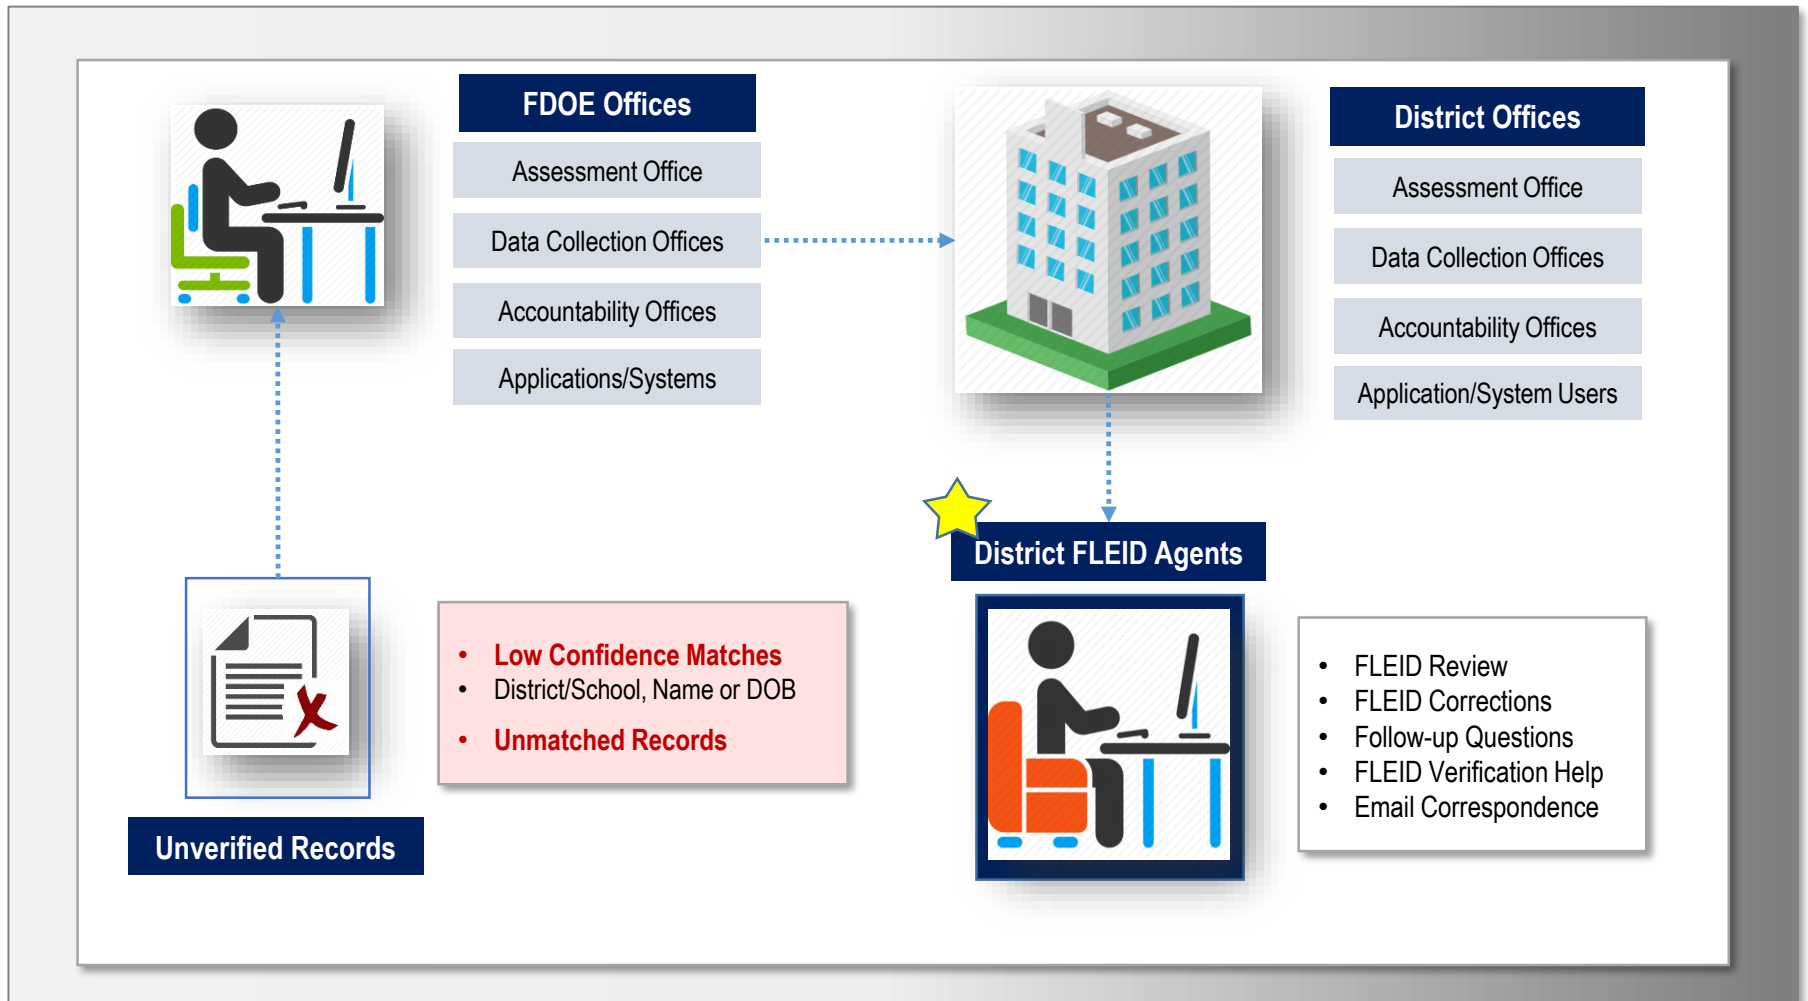 FDOE Offices
Assessment Office
Data Collection Offices
Accountability Offices
Applications/Systems
District Offices
Assessment Office
Data Collection Offices
Accountability Offices
Application/System Users
Unverified Records
• Low Confidence Matches
• District/School, Name or DOB
• Unmatched Records
District FLEID Agents
• FLEID Review
• FLEID Corrections
• Follow-up Questions
• FLEID Verification Help
• Email Correspondence